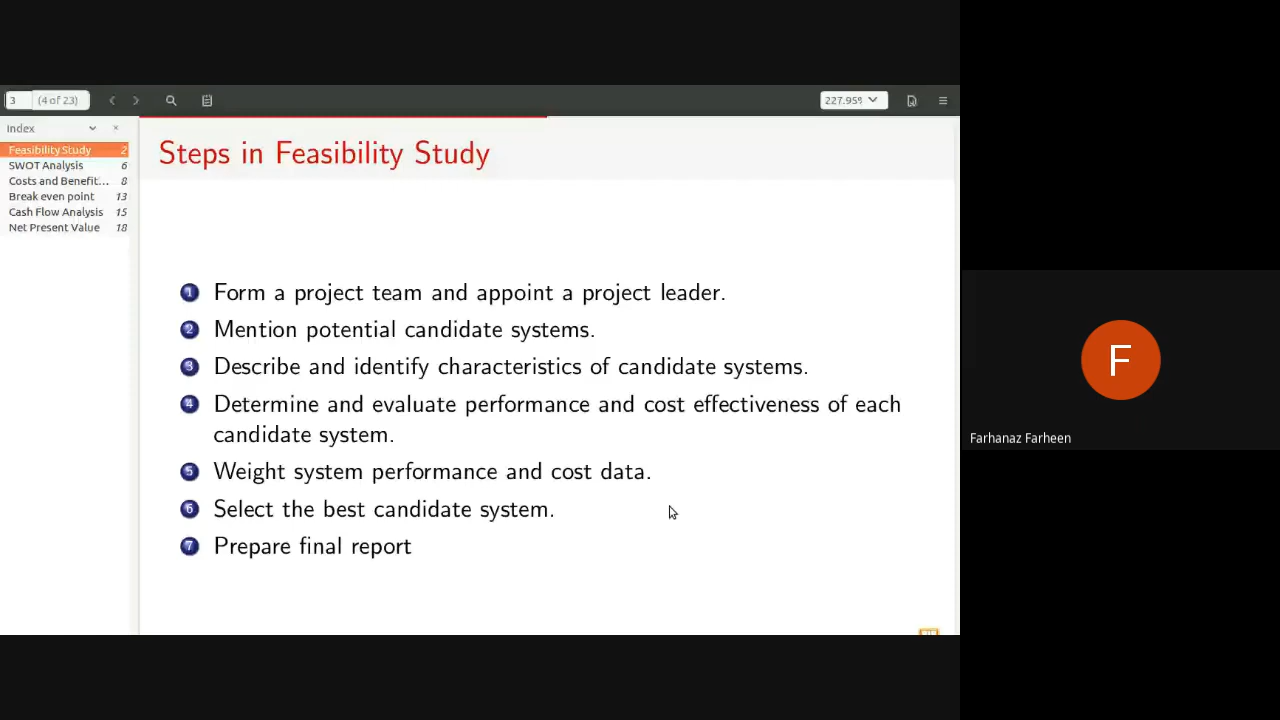 3 (4 of 23) 227.95%
Index
Feasibility Study 2
SWOT Analysis 6
Costs and Benefit... 8
Break even point 13
Cash Flow Analysis 15
Net Present Value 18
Steps in Feasibility Study
1 Form a project team and appoint a project leader.
2 Mention potential candidate systems.
3 Describe and identify characteristics of candidate systems.
4 Determine and evaluate performance and cost effectiveness of each
candidate system.
5 Weight system performance and cost data.
6 Select the best candidate system.
7 Prepare final report
F
Farhanaz Farheen